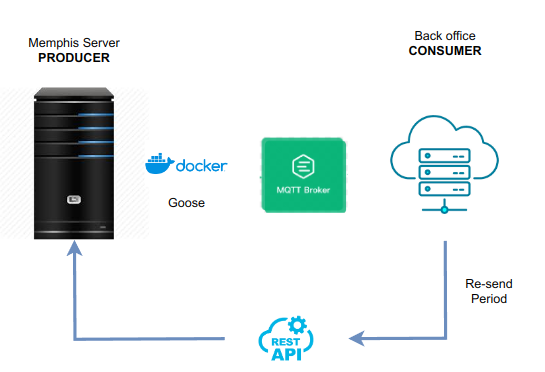 Memphis Server
PRODUCER
Back office
CONSUMER
docker
Goose
MQTT Broker
Re-send
Period
REST
API